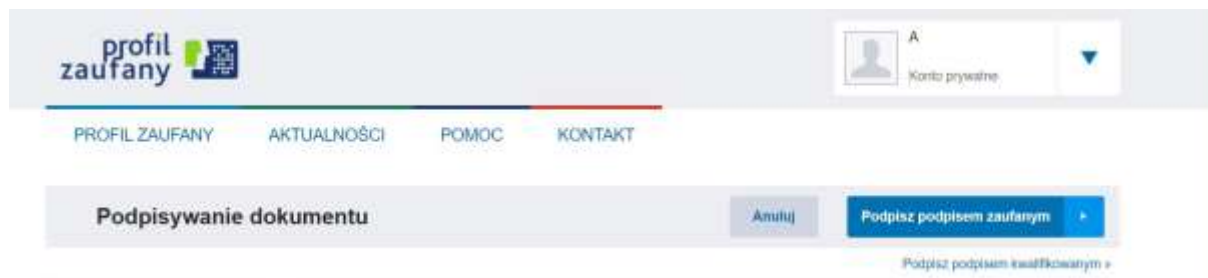 profil
zaufany
A
Konto prywatne
PROFIL ZAUFANY AKTUALNOŚCI POMOC KONTAKT
Podpisywanie dokumentu Anuluj Podpisz podpisem zaufanym
Podpisz podpisem kwalifikowanym »